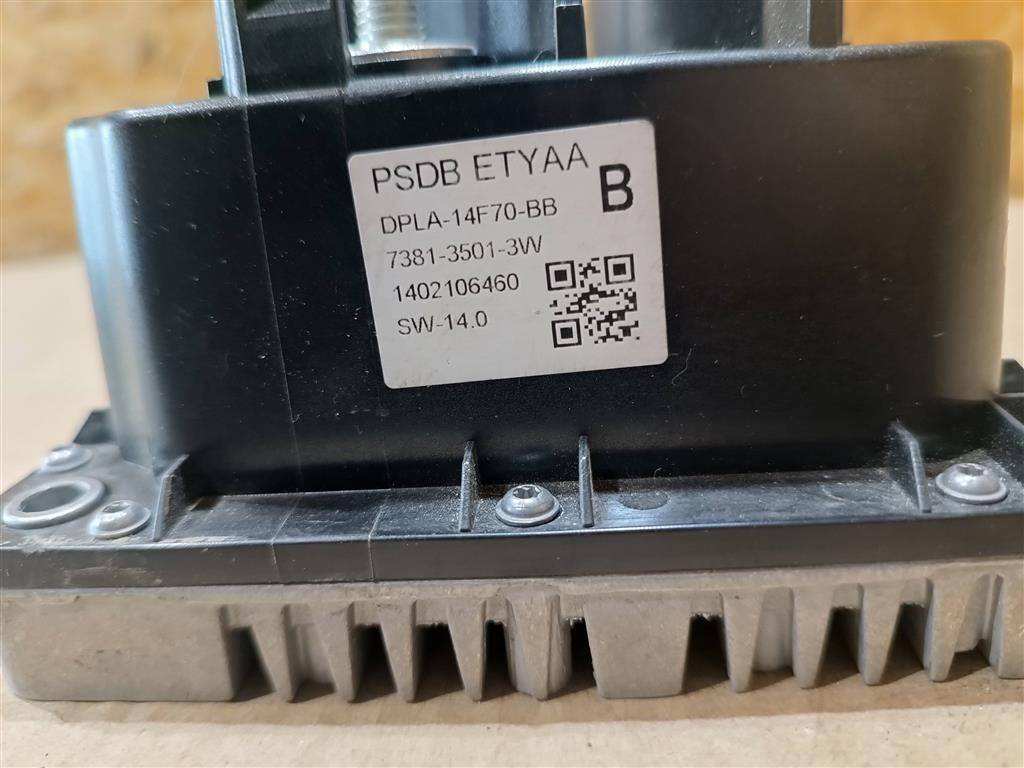 PSDB ETYAA
B
DPLA-14F70-BB
7381-3501-3W
1402106460
SW-14.0